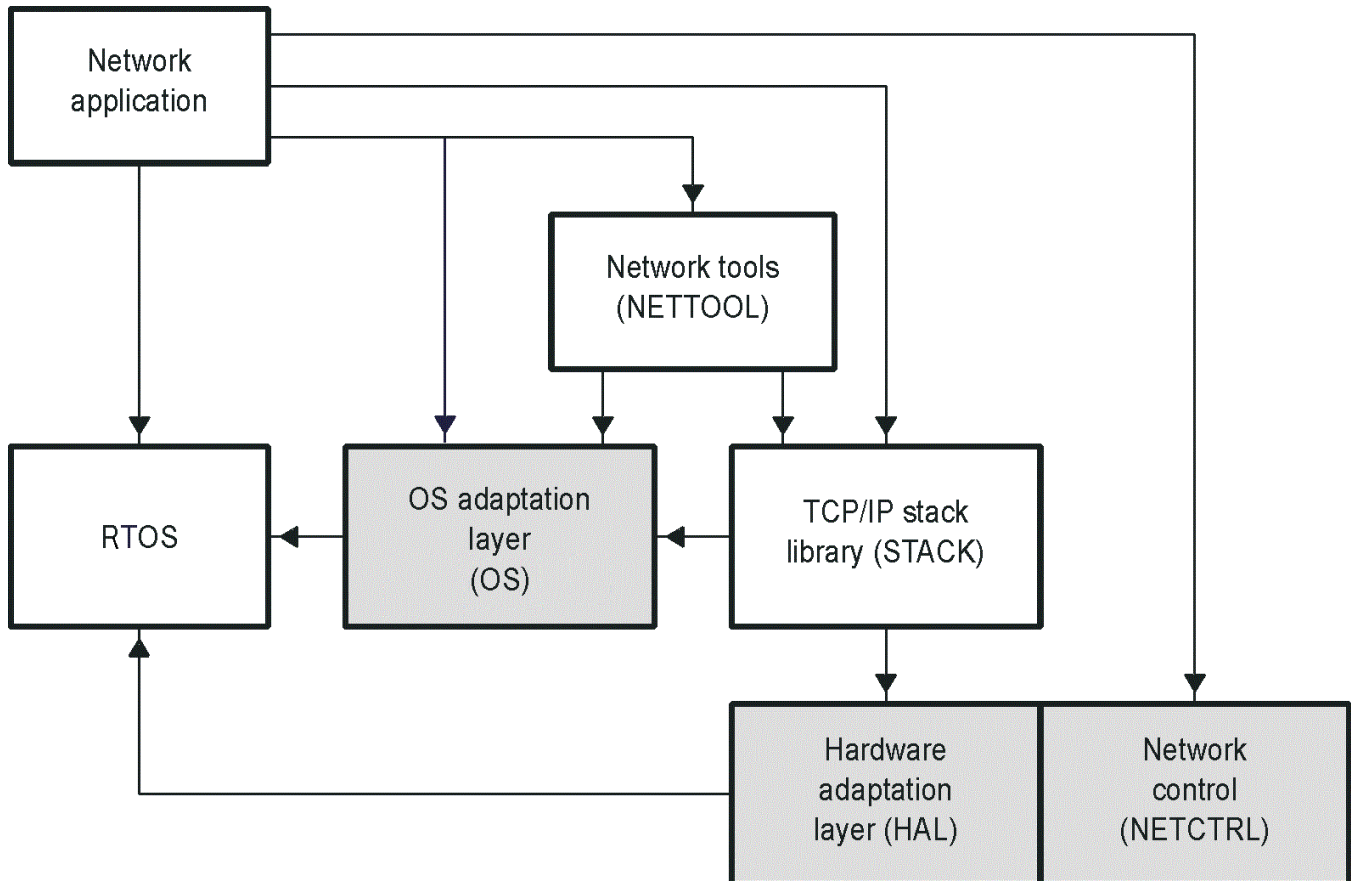 Network
application
Network tools
(NETTOOL)
RTOS
OS adaptation
layer
(OS)
TCP/IP stack
library (STACK)
Hardware
adaptation
layer (HAL)
Network
control
(NETCTRL)